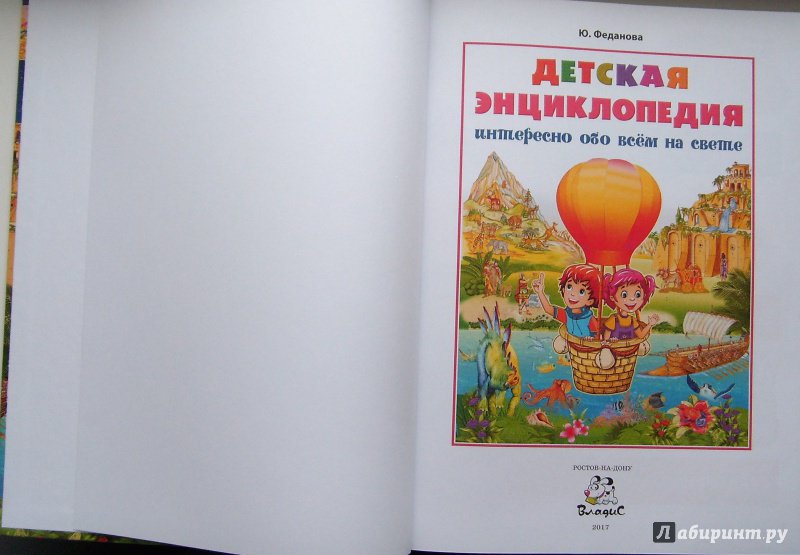 Ю. Феданова
ДЕТСКАЯ
ЭНЦИКЛОПЕДИЯ
интересно обо всём на свете
РОСТОВ-НА-ДОНУ
ВладиС
2017
Лабиринт.ру